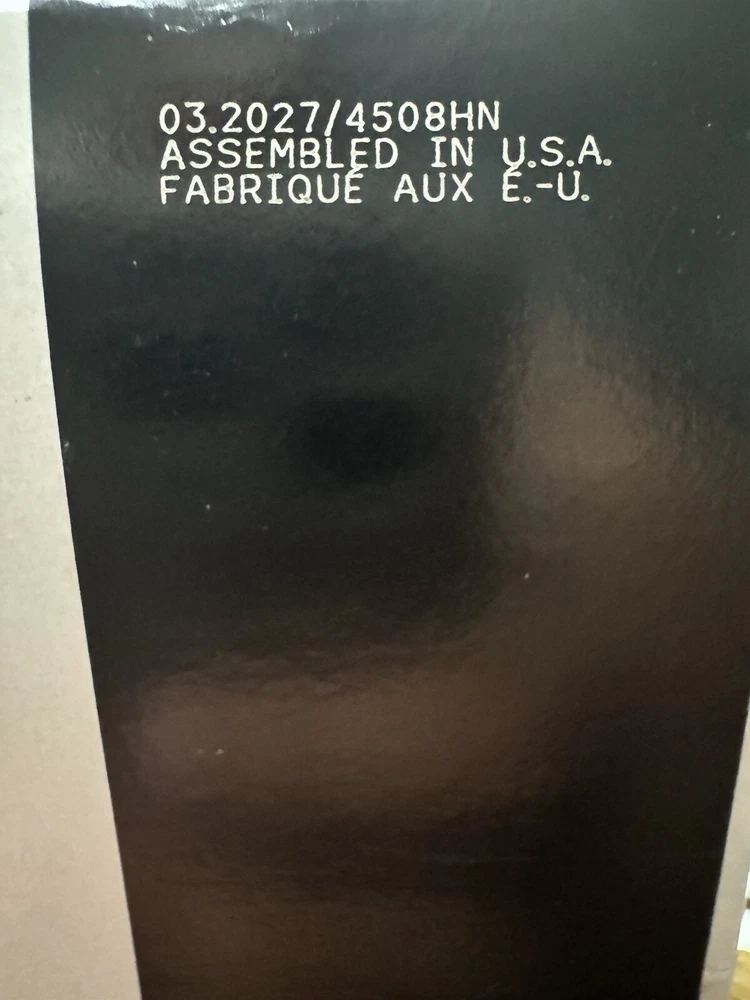 03.2027/4508HN
ASSEMBLED IN U.S.A.
FABRIQUÉ AUX É.-U.